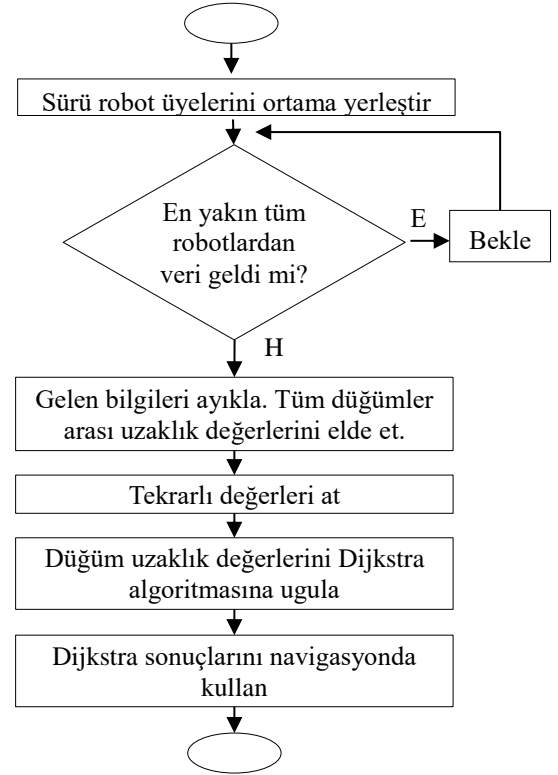 Sürü robot üyelerini ortama yerleştir
En yakın tüm
robotlardan
veri geldi mi?
E
Bekle
H
Gelen bilgileri ayıkla. Tüm düğümler
arası uzaklık değerlerini elde et.
Tekrarlı değerleri at
Düğüm uzaklık değerlerini Dijkstra
algoritmasına ugula
Dijkstra sonuçlarını navigasyonda
kullan